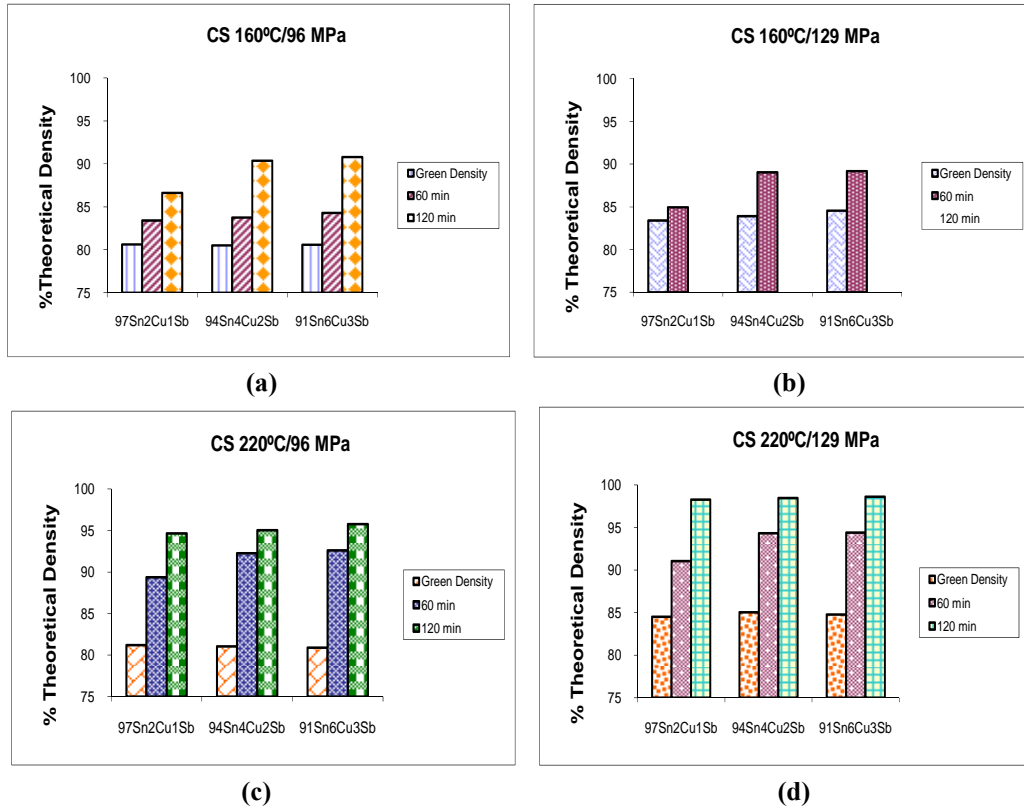 CS 160ºC/96 MPa
%Theoretical Density
100
95
90
85
80
75
97Sn2Cu1Sb 94Sn4Cu2Sb 91Sn6Cu3Sb
Green Density
60 min
120 min
(a)
CS 160ºC/129 MPa
% Theoretical Density
100
95
90
85
80
75
97Sn2Cu1Sb 94Sn4Cu2Sb 91Sn6Cu3Sb
Green Density
60 min
120 min
(b)
CS 220ºC/96 MPa
% Theoretical Density
100
95
90
85
80
75
97Sn2Cu1Sb 94Sn4Cu2Sb 91Sn6Cu3Sb
Green Density
60 min
120 min
(c)
CS 220ºC/129 MPa
% Theoretical Density
100
95
90
85
80
75
97Sn2Cu1Sb 94Sn4Cu2Sb 91Sn6Cu3Sb
Green Density
60 min
120 min
(d)